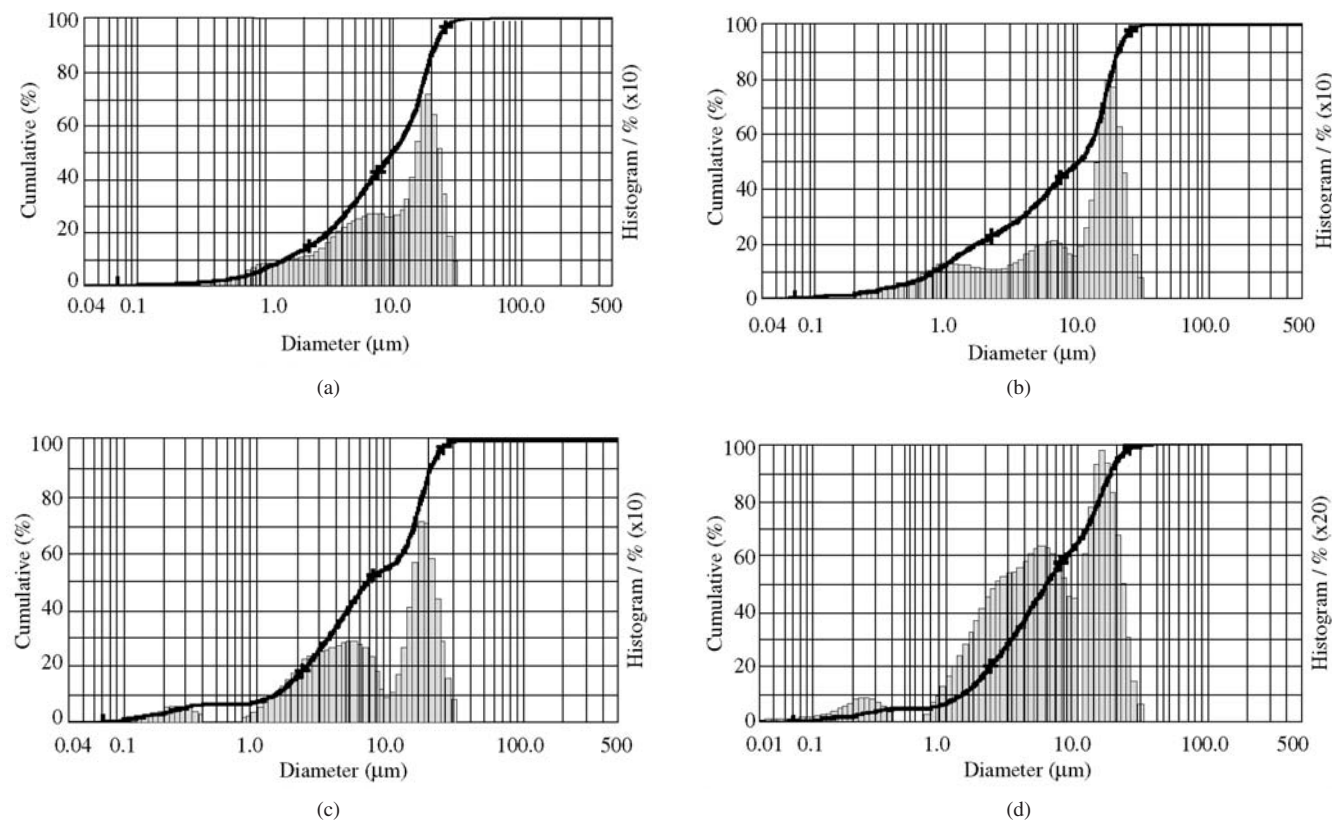 100
80
60
40
20
0
Cumulative (%)
Histogram / % (x10)
0.04 0.1 1.0 10.0 100.0 500
Diameter (μm)
(a)
100
80
60
40
20
0
Cumulative (%)
Histogram / % (x10)
0.04 0.1 1.0 10.0 100.0 500
Diameter (μm)
(b)
100
80
60
40
20
0
Cumulative (%)
Histogram / % (x10)
0.04 0.1 1.0 10.0 100.0 500
Diameter (μm)
(c)
100
80
60
40
20
0
Cumulative (%)
Histogram / % (x20)
0.01 0.1 1.0 10.0 100.0 500
Diameter (μm)
(d)